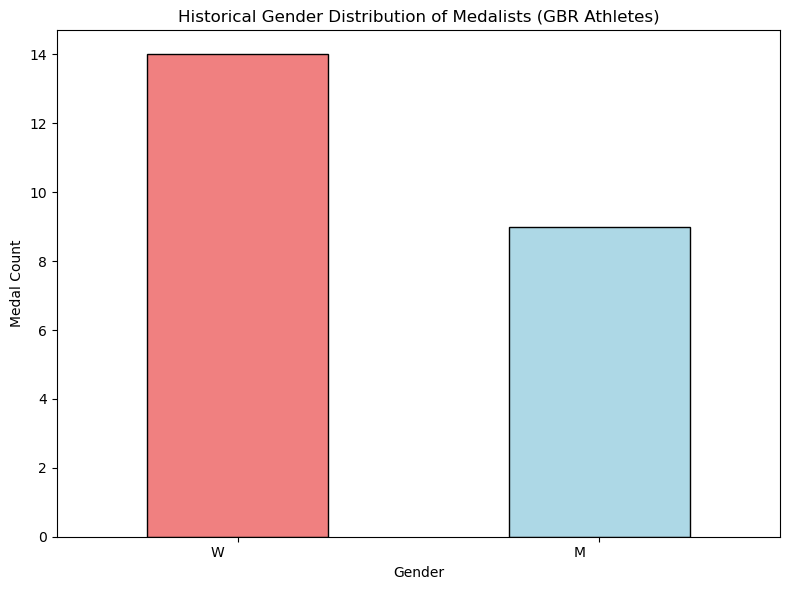 Historical Gender Distribution of Medalists (GBR Athletes)
14
12
10
8
6
4
2
0
Medal Count
W
M
Gender